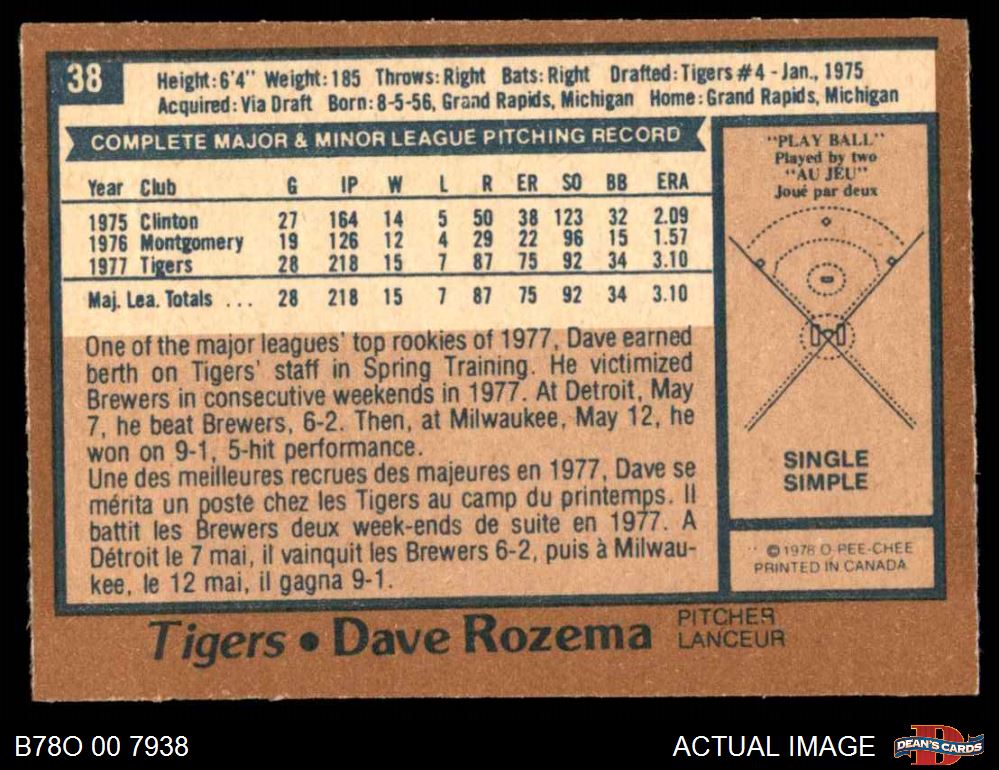 38
Height: 6'4" Weight: 185 Throws: Right Bats: Right Drafted: Tigers #4 - Jan., 1975
Acquired: Via Draft Born: 8-5-56, Grand Rapids, Michigan Home: Grand Rapids, Michigan
COMPLETE MAJOR & MINOR LEAGUE PITCHING RECORD
Year Club G IP W L R ER SO BB ERA
1975 Clinton 27 164 14 5 50 38 123 32 2.09
1976 Montgomery 19 126 12 4 29 22 96 15 1.57
1977 Tigers 28 218 15 7 87 75 92 34 3.10
Maj. Lea. Totals ... 28 218 15 7 87 75 92 34 3.10
One of the major leagues' top rookies of 1977, Dave earned
berth on Tigers' staff in Spring Training. He victimized
Brewers in consecutive weekends in 1977. At Detroit, May
7, he beat Brewers, 6-2. Then, at Milwaukee, May 12, he
won on 9-1, 5-hit performance.
Une des meilleures recrues des majeures en 1977, Dave se
mérita un poste chez les Tigers au camp du printemps. Il
battit les Brewers deux week-ends de suite en 1977. A
Détroit le 7 mai, il vainquit les Brewers 6-2, puis à Milwau-
kee, le 12 mai, il gagna 9-1.
"PLAY BALL"
Played by two
"AU JEU"
Joué par deux
SINGLE
SIMPLE
© 1978 O-PEE-CHEE
PRINTED IN CANADA
Tigers • Dave Rozema
PITCHER
LANCEUR
B78O 00 7938
ACTUAL IMAGE
DEAN'S CARDS